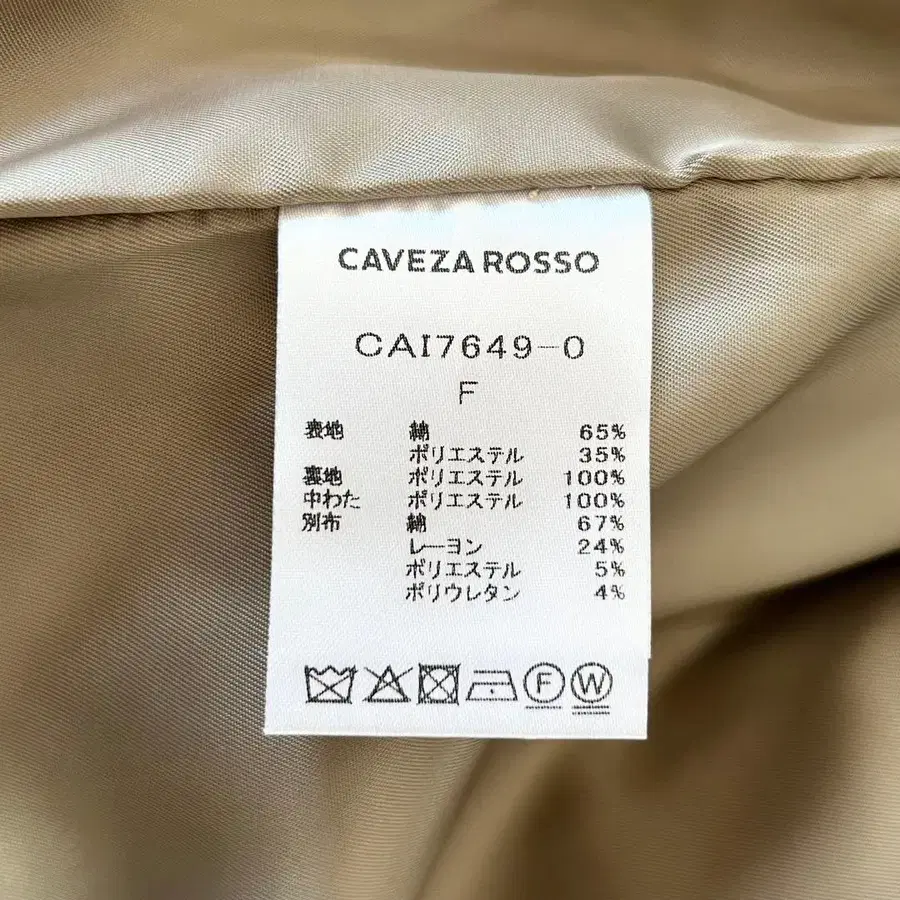 CAVEZA ROSSO
CAI7649-0
F
表地 綿 65%
ポリエステル 35%
裏地 ポリエステル 100%
中わた ポリエステル 100%
別布 綿 67%
レーヨン 24%
ポリエステル 5%
ポリウレタン 4%
F W